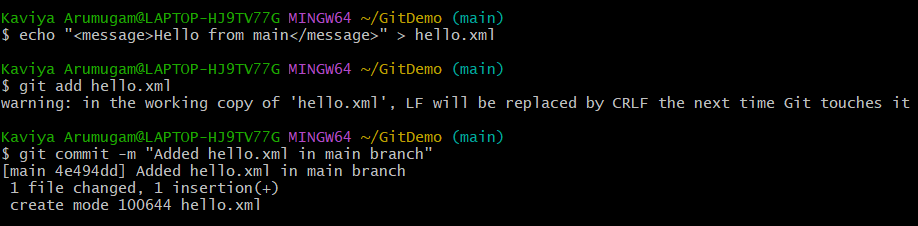 Kaviya Arumugam@LAPTOP-HJ9TV77G MINGW64 ~/GitDemo (main)
$ echo "<message>Hello from main</message>" > hello.xml
Kaviya Arumugam@LAPTOP-HJ9TV77G MINGW64 ~/GitDemo (main)
$ git add hello.xml
warning: in the working copy of 'hello.xml', LF will be replaced by CRLF the next time Git touches it
Kaviya Arumugam@LAPTOP-HJ9TV77G MINGW64 ~/GitDemo (main)
$ git commit -m "Added hello.xml in main branch"
[main 4e494dd] Added hello.xml in main branch
 1 file changed, 1 insertion(+)
 create mode 100644 hello.xml